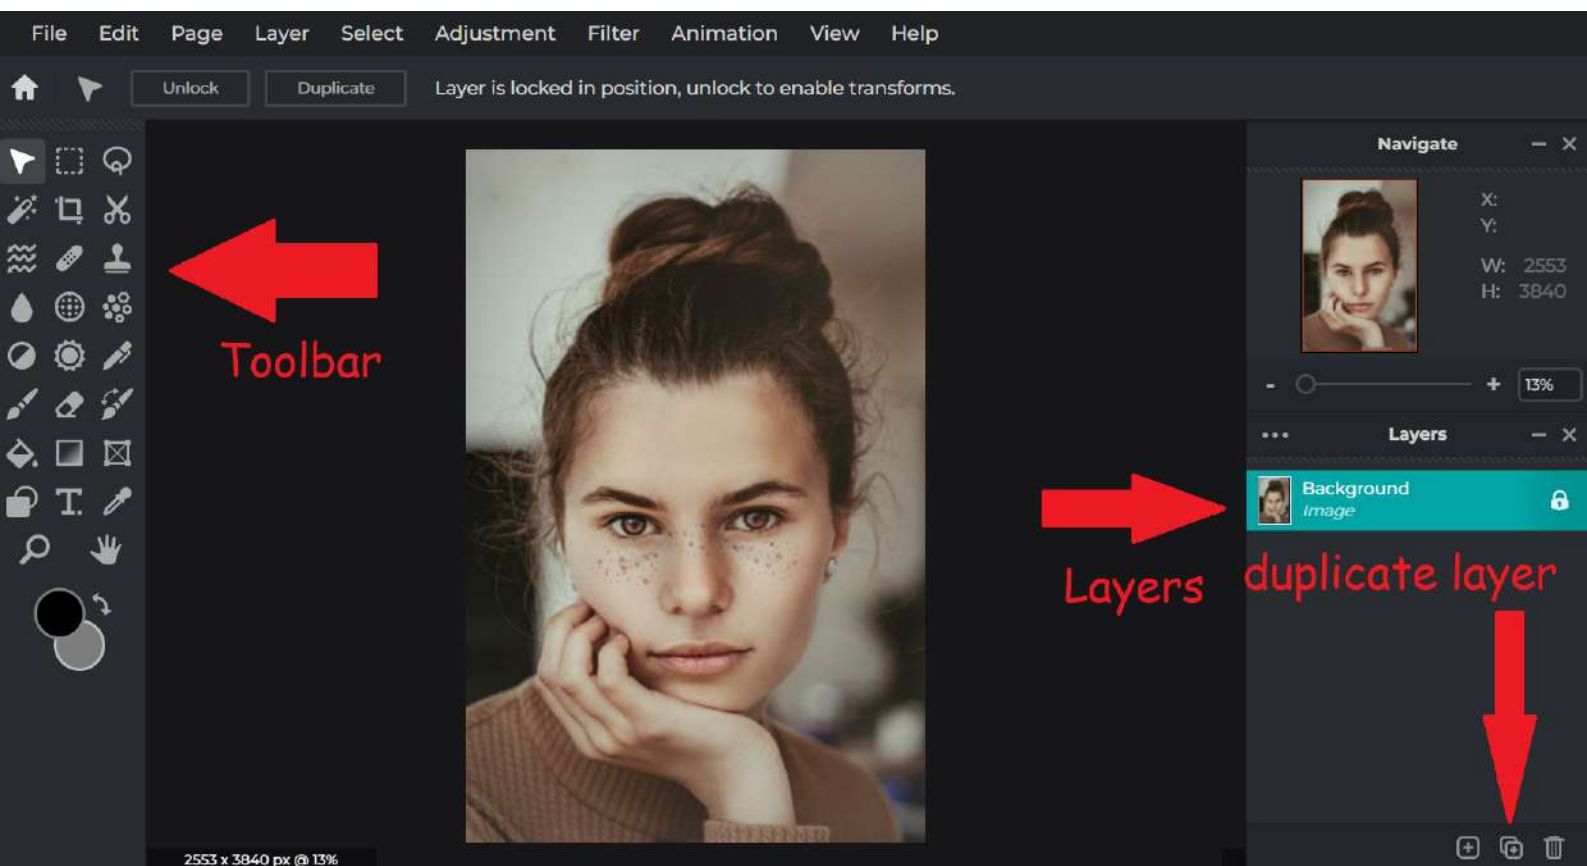 File Edit Page Layer Select Adjustment Filter Animation View Help
Unlock Duplicate Layer is locked in position, unlock to enable transforms.
Navigate
X:
Y:
W: 2553
H: 3840
Toolbar
- + 13%
Layers
Background
Image
Layers
duplicate layer
T.
2553 x 3840 px @ 13%